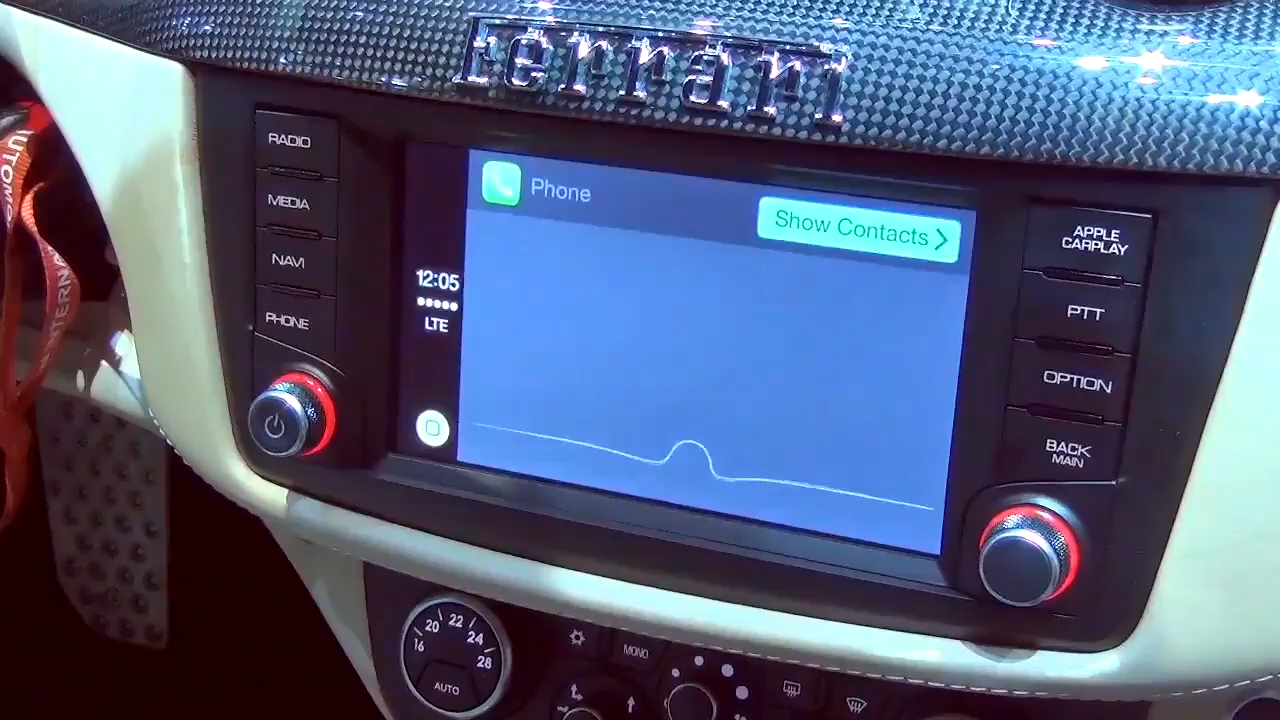 Ferrari
RADIO
MEDIA
NAVI
PHONE
Phone
Show Contacts
12:05
LTE
APPLE
CARPLAY
PTT
OPTION
BACK
MAIN
16
20
22
24
28
AUTO
MONO